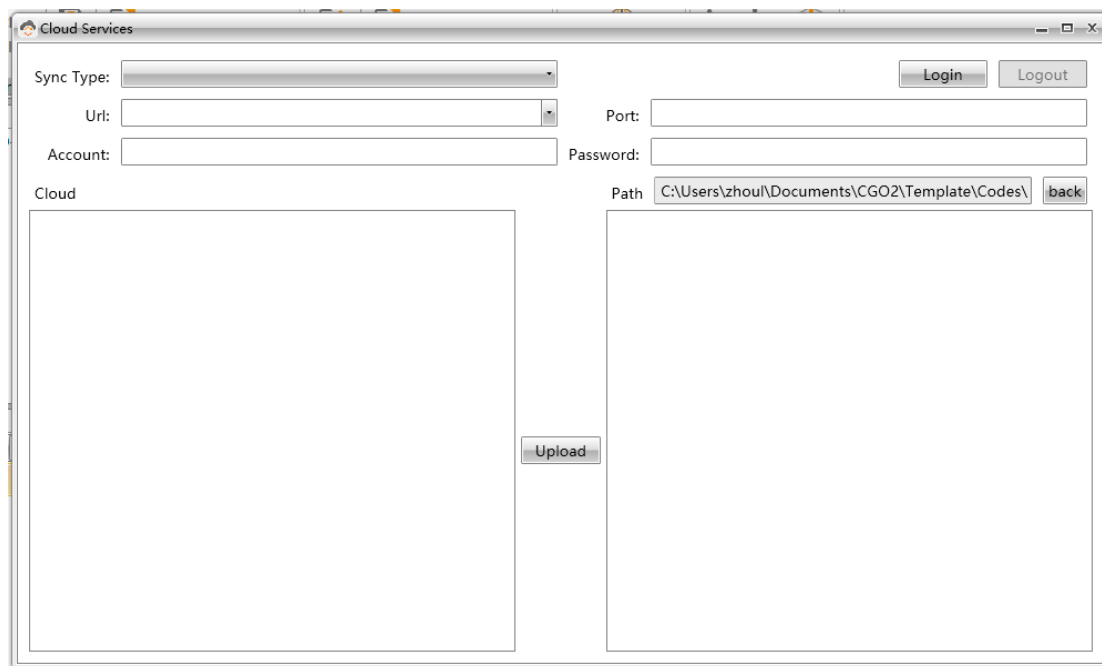 Cloud Services
Sync Type:
Login Logout
Url:
Port:
Account:
Password:
Cloud
Path C:\Users\zhoul\Documents\CGO2\Template\Codes\ back
Upload